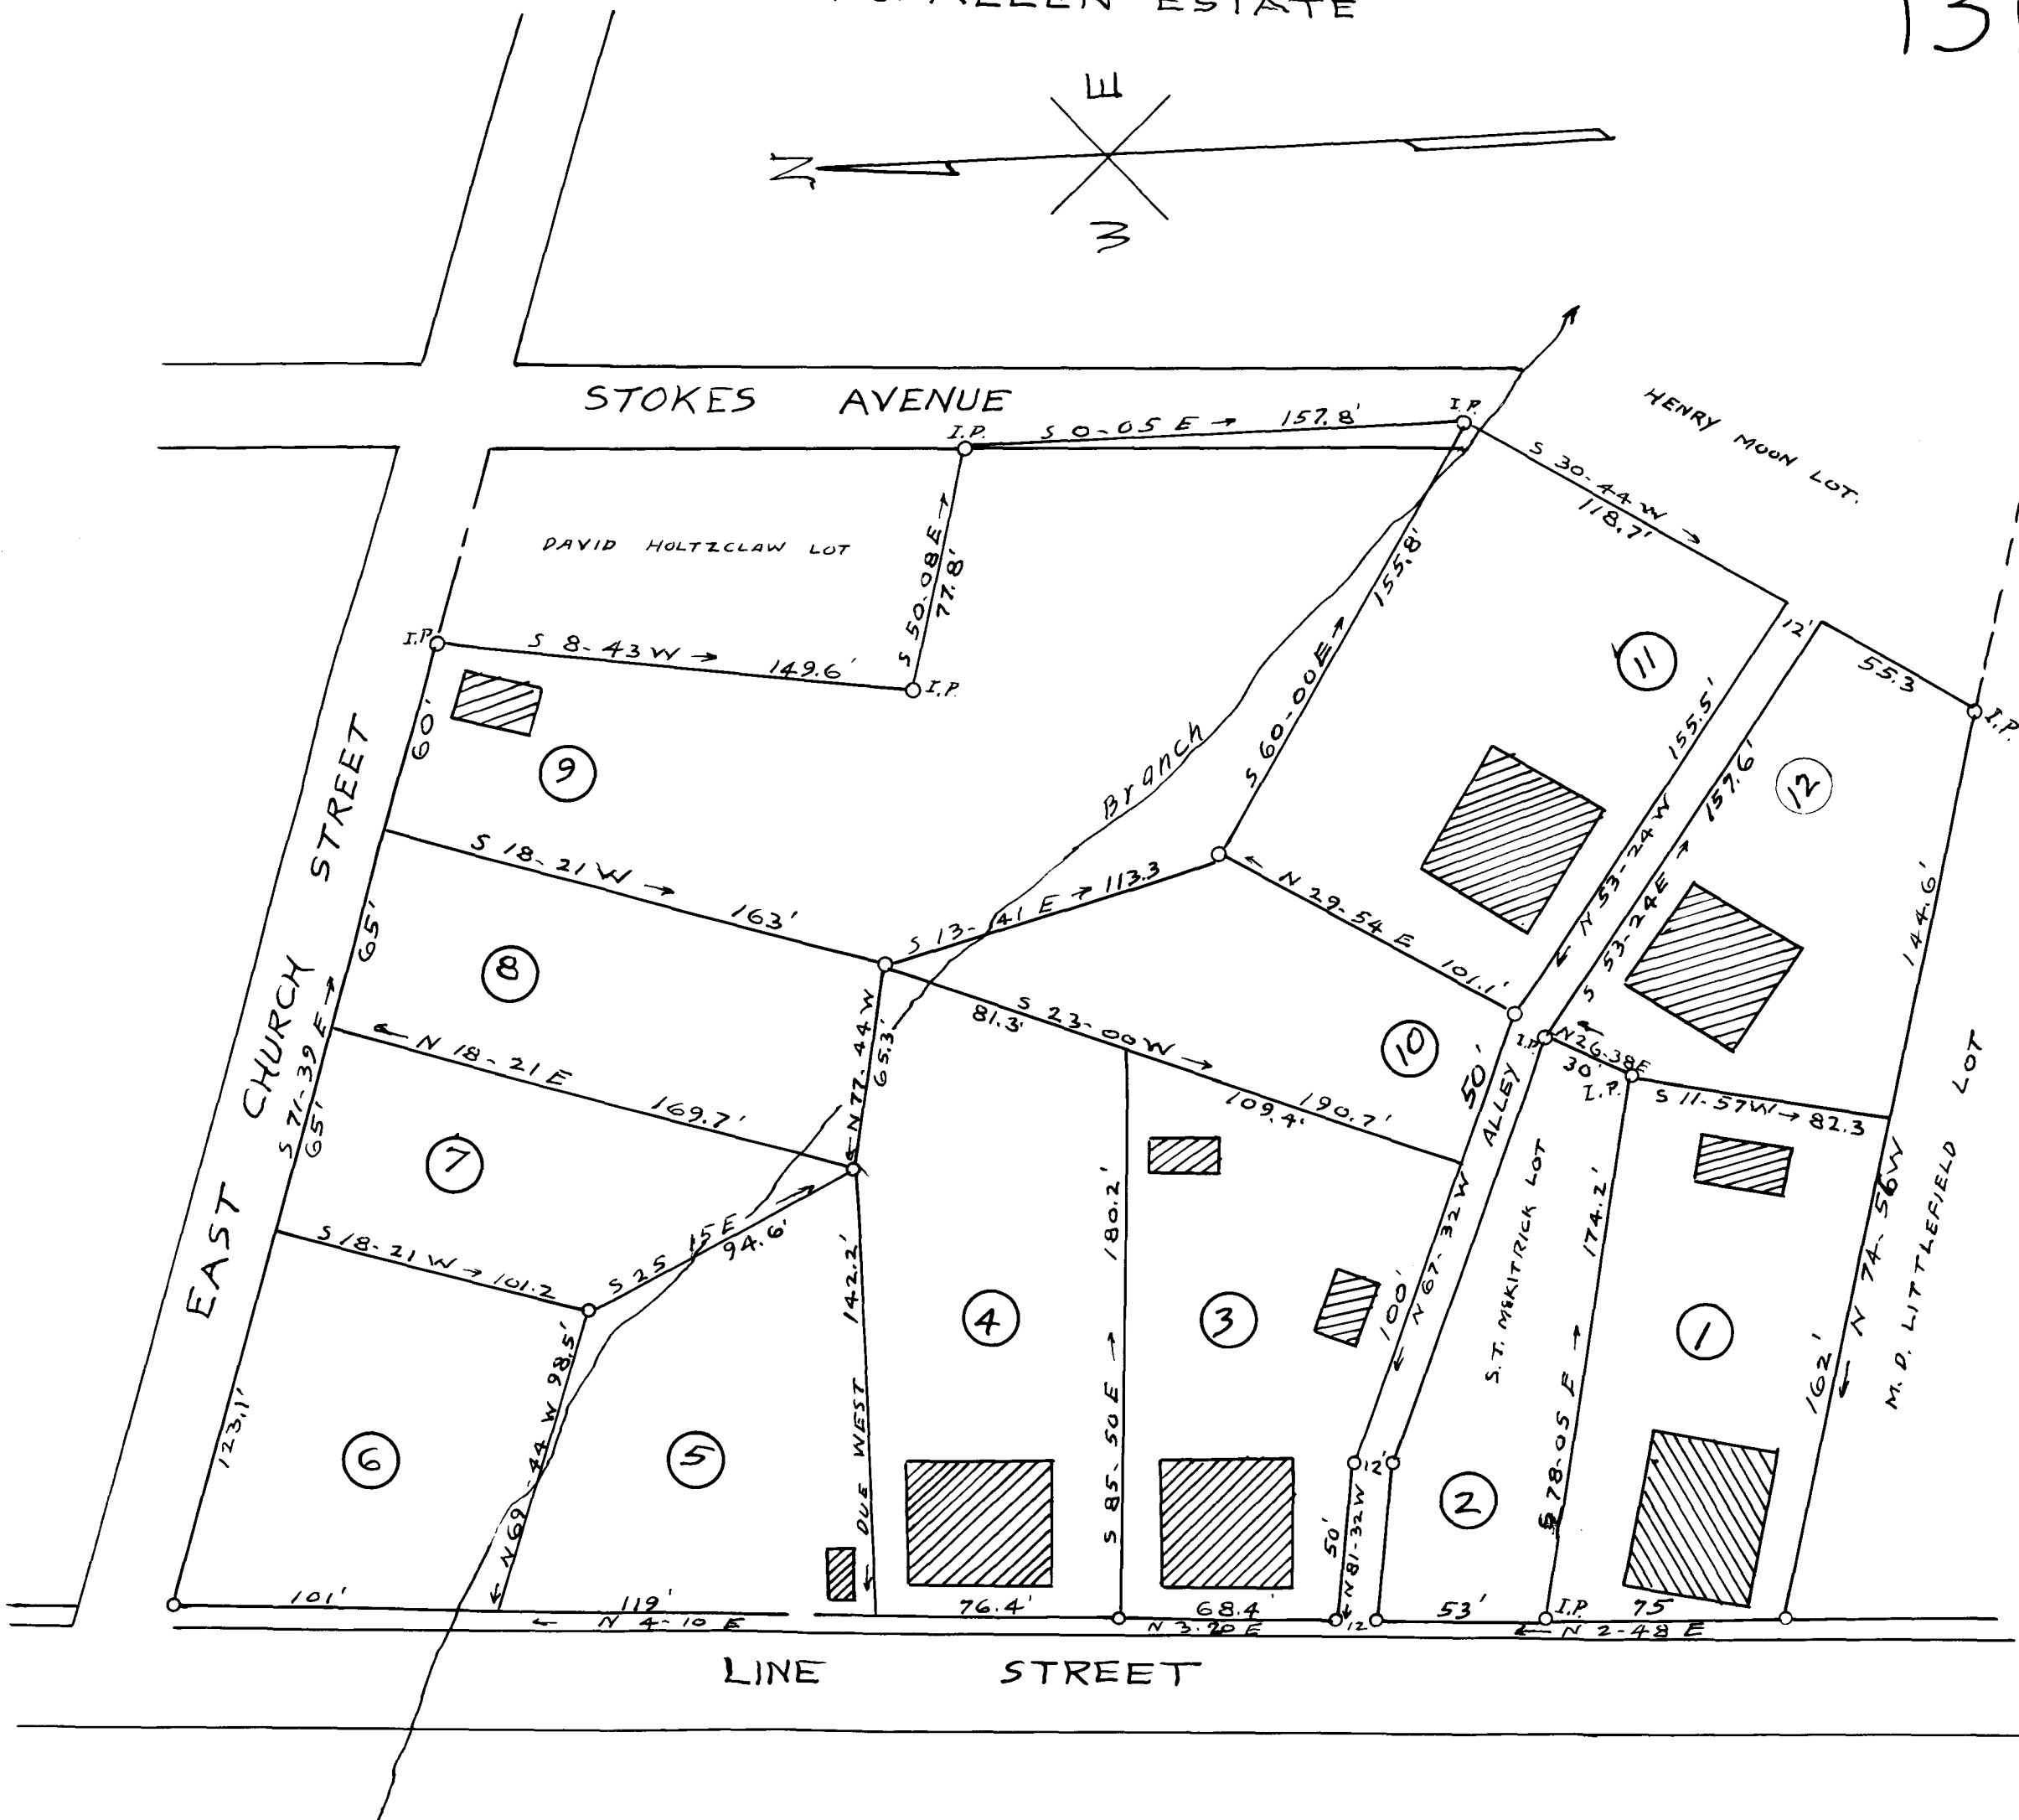 ALLEN ESTATE
13
E
N
W
STOKES AVENUE
I.P.
S 0-05 E → 157.8'
I.P.
HENRY MOON LOT.
S 30-44 W →
118.7'
DAVID HOLTZCLAW LOT
S 50-08 E →
77.8'
155.8'
S 60-00 E →
I.P.
S 8-43 W → 149.6'
I.P.
60'
9
11
12'
55.3
I.P.
155.5'
157.6'
12
Branch
S 18-21 W → 163'
S 13-41 E → 113.3
← N 29-54 E 101.1'
← N 53-24 W
S 53-24 E →
144.6'
EAST CHURCH STREET
65'
8
S 71-39 E →
65'
← N 18-21 E 169.7'
← N 77-44 W
65.3'
S 23-00 W → 190.7'
81.3'
109.4'
10
50'
ALLEY
I.P.
← N 26-38 E
30'
I.P.
S 11-57 W → 82.3
7
S 18-21 W → 101.2
S 25 15 E →
94.6'
142.2'
180.2'
174.2'
S.T. McKITRICK LOT
← N 74-56 W
162'
M. D. LITTLEFIELD LOT
4
3
1
100'
← N 67-32 W
123.1'
6
← N 69-44 W 98.5'
5
← DUE WEST
S 85-50 E →
12'
2
S 78-05 E →
50'
← N 81-32 W
101'
119'
← N 4-10 E
76.4'
68.4'
N 3-20 E
12
53'
I.P.
75
← N 2-48 E
LINE STREET